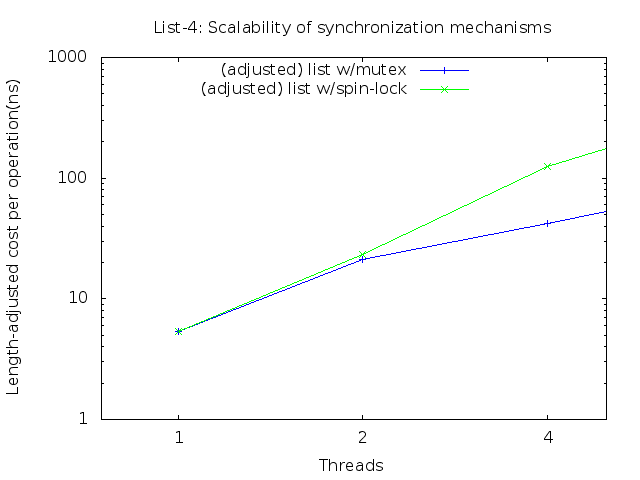 List-4: Scalability of synchronization mechanisms
1000
(adjusted) list w/mutex
(adjusted) list w/spin-lock
100
10
1
Length-adjusted cost per operation(ns)
1 2 4
Threads